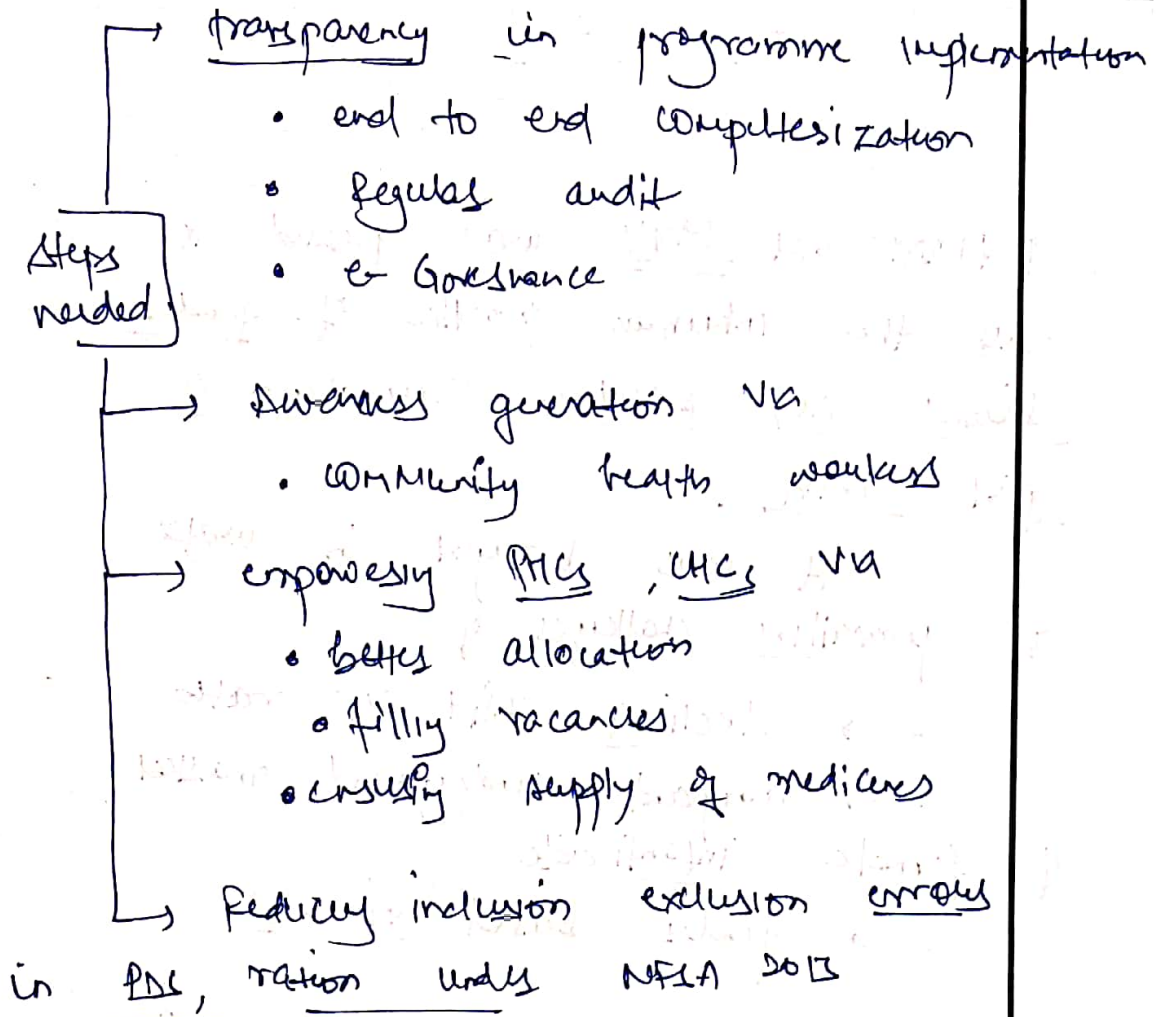 transparency in programme implementation
• end to end computerization
• Regular audit
• e Governance
Steps
needed
Awareness generation via
• community health workers
empowering PHCs, CHCs via
• better allocation
• filling vacancies
• ensuring supply of medicines
Reducing inclusion exclusion errors
in PDS, ration under NFSA 2013